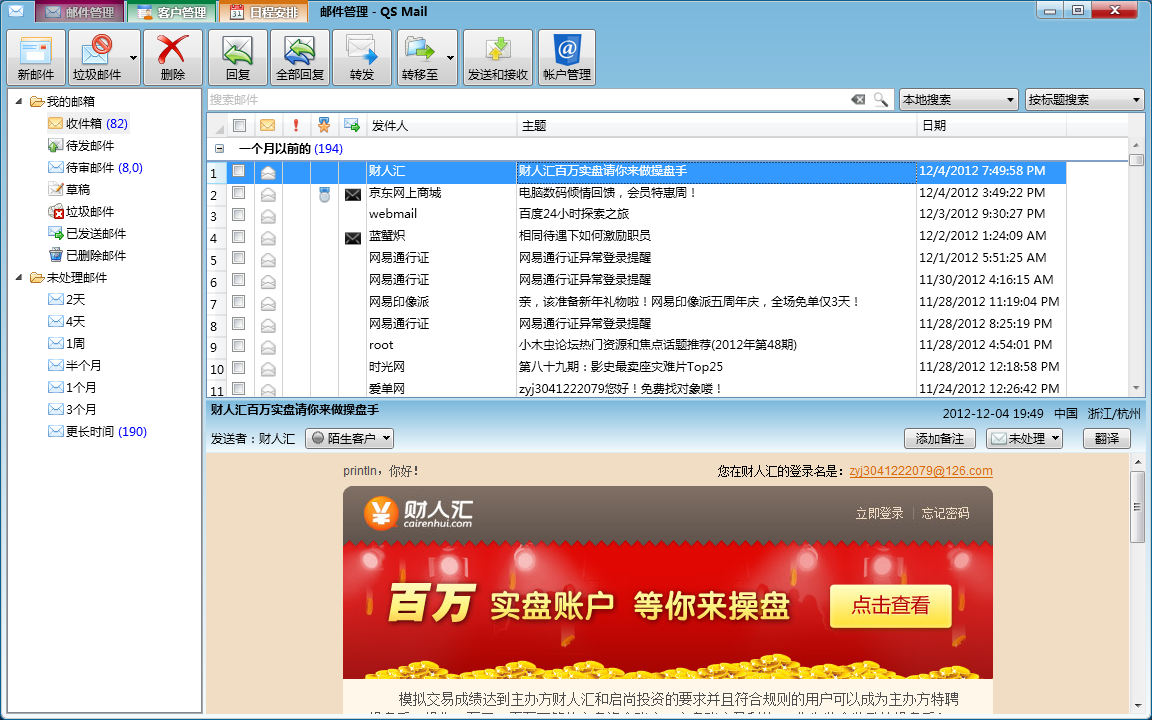 邮件管理 客户管理 日程安排 邮件管理 - QS Mail
新邮件 垃圾邮件 删除 回复 全部回复 转发 转移至 发送和接收 帐户管理
我的邮箱
收件箱 (82)
待发邮件
待审邮件 (8,0)
草稿
垃圾邮件
已发送邮件
已删除邮件
未处理邮件
2天
4天
1周
半个月
1个月
3个月
更长时间 (190)
搜索邮件 本地搜索 按标题搜索
发件人 主题 日期
一个月以前的 (194)
1 财人汇 财人汇百万实盘请你来做操盘手 12/4/2012 7:49:58 PM
2 京东网上商城 电脑数码倾情回馈，会员特惠周！ 12/4/2012 3:49:22 PM
3 webmail 百度24小时探索之旅 12/3/2012 9:30:27 PM
4 蓝蟹炽 相同待遇下如何激励职员 12/2/2012 1:24:09 AM
5 网易通行证 网易通行证异常登录提醒 12/1/2012 5:51:25 AM
6 网易通行证 网易通行证异常登录提醒 11/30/2012 4:16:15 AM
7 网易印像派 亲，该准备新年礼物啦！网易印像派五周年庆，全场免单仅3天！ 11/28/2012 11:19:04 PM
8 网易通行证 网易通行证异常登录提醒 11/28/2012 8:25:19 PM
9 root 小木虫论坛热门资源和焦点话题推荐(2012年第48期) 11/28/2012 4:54:01 PM
10 时光网 第八十九期：影史最卖座灾难片Top25 11/28/2012 12:18:58 PM
11 爱单网 zyj3041222079您好！免费找对象喽！ 11/24/2012 12:26:42 PM
财人汇百万实盘请你来做操盘手 2012-12-04 19:49 中国 浙江/杭州
发送者：财人汇 陌生客户 添加备注 未处理 翻译
println，你好！ 您在财人汇的登录名是：zyj3041222079@126.com
财人汇
cairenhui.com
立即登录 忘记密码
百万 实盘账户 等你来操盘 点击查看
模拟交易成绩达到主办方财人汇和启尚投资的要求并且符合规则的用户可以成为主办方特聘